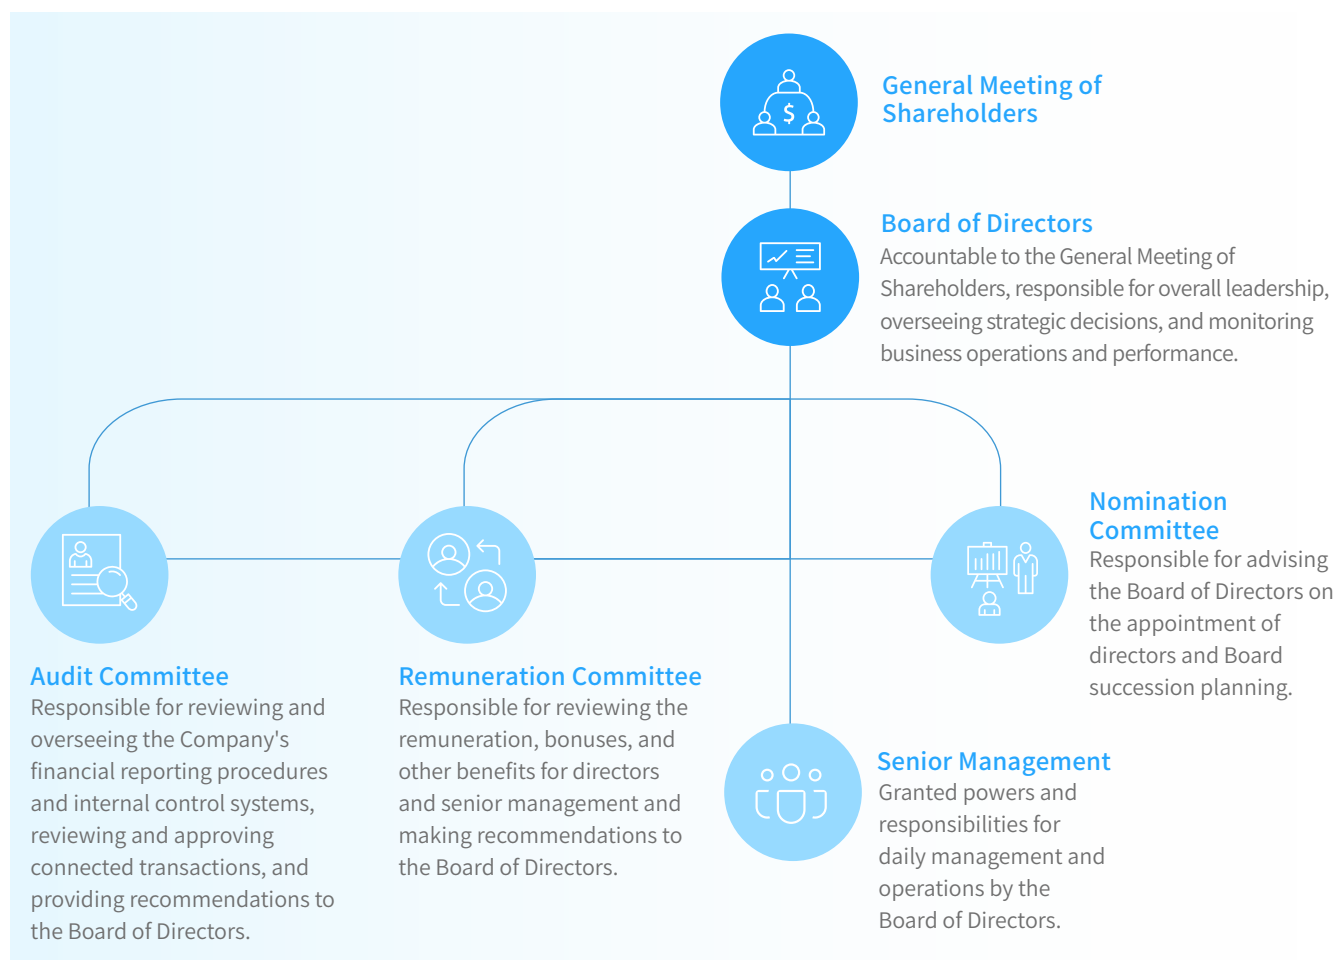 $
General Meeting of
Shareholders
Board of Directors
Accountable to the General Meeting of
Shareholders, responsible for overall leadership,
overseeing strategic decisions, and monitoring
business operations and performance.
Nomination
Committee
Responsible for advising
the Board of Directors on
the appointment of
directors and Board
succession planning.
Audit Committee
Responsible for reviewing and
overseeing the Company's
financial reporting procedures
and internal control systems,
reviewing and approving
connected transactions, and
providing recommendations to
the Board of Directors.
Remuneration Committee
Responsible for reviewing the
remuneration, bonuses, and
other benefits for directors
and senior management and
making recommendations to
the Board of Directors.
Senior Management
Granted powers and
responsibilities for
daily management and
operations by the
Board of Directors.